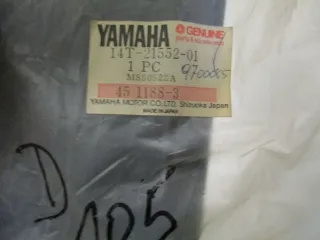 YAMAHA GENUINE
14T-21552-01
1 PC
45 1188-3
YAMAHA MOTOR CO., LTD. Shizuoka Japan
MADE IN JAPAN
D
105